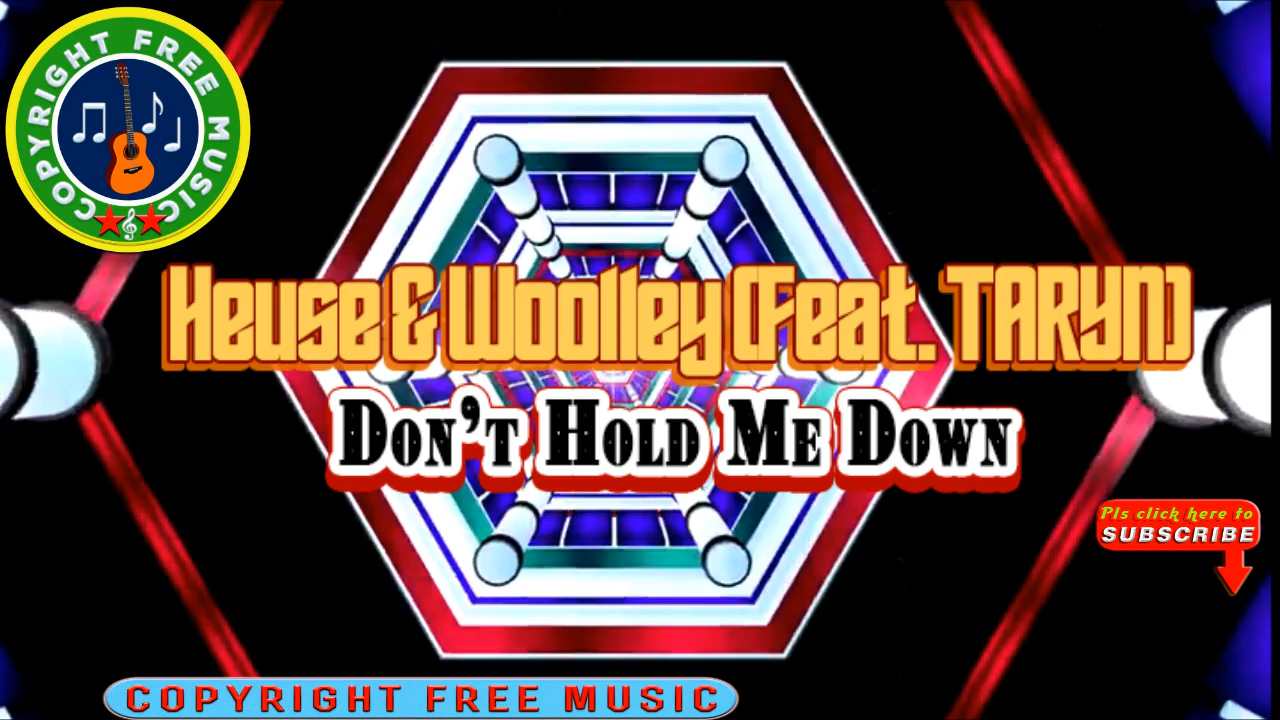 COPYRIGHT FREE MUSIC
Heuse & Woolley (Feat. TARYN)
Don't Hold Me Down
Pls click here to
SUBSCRIBE
COPYRIGHT FREE MUSIC